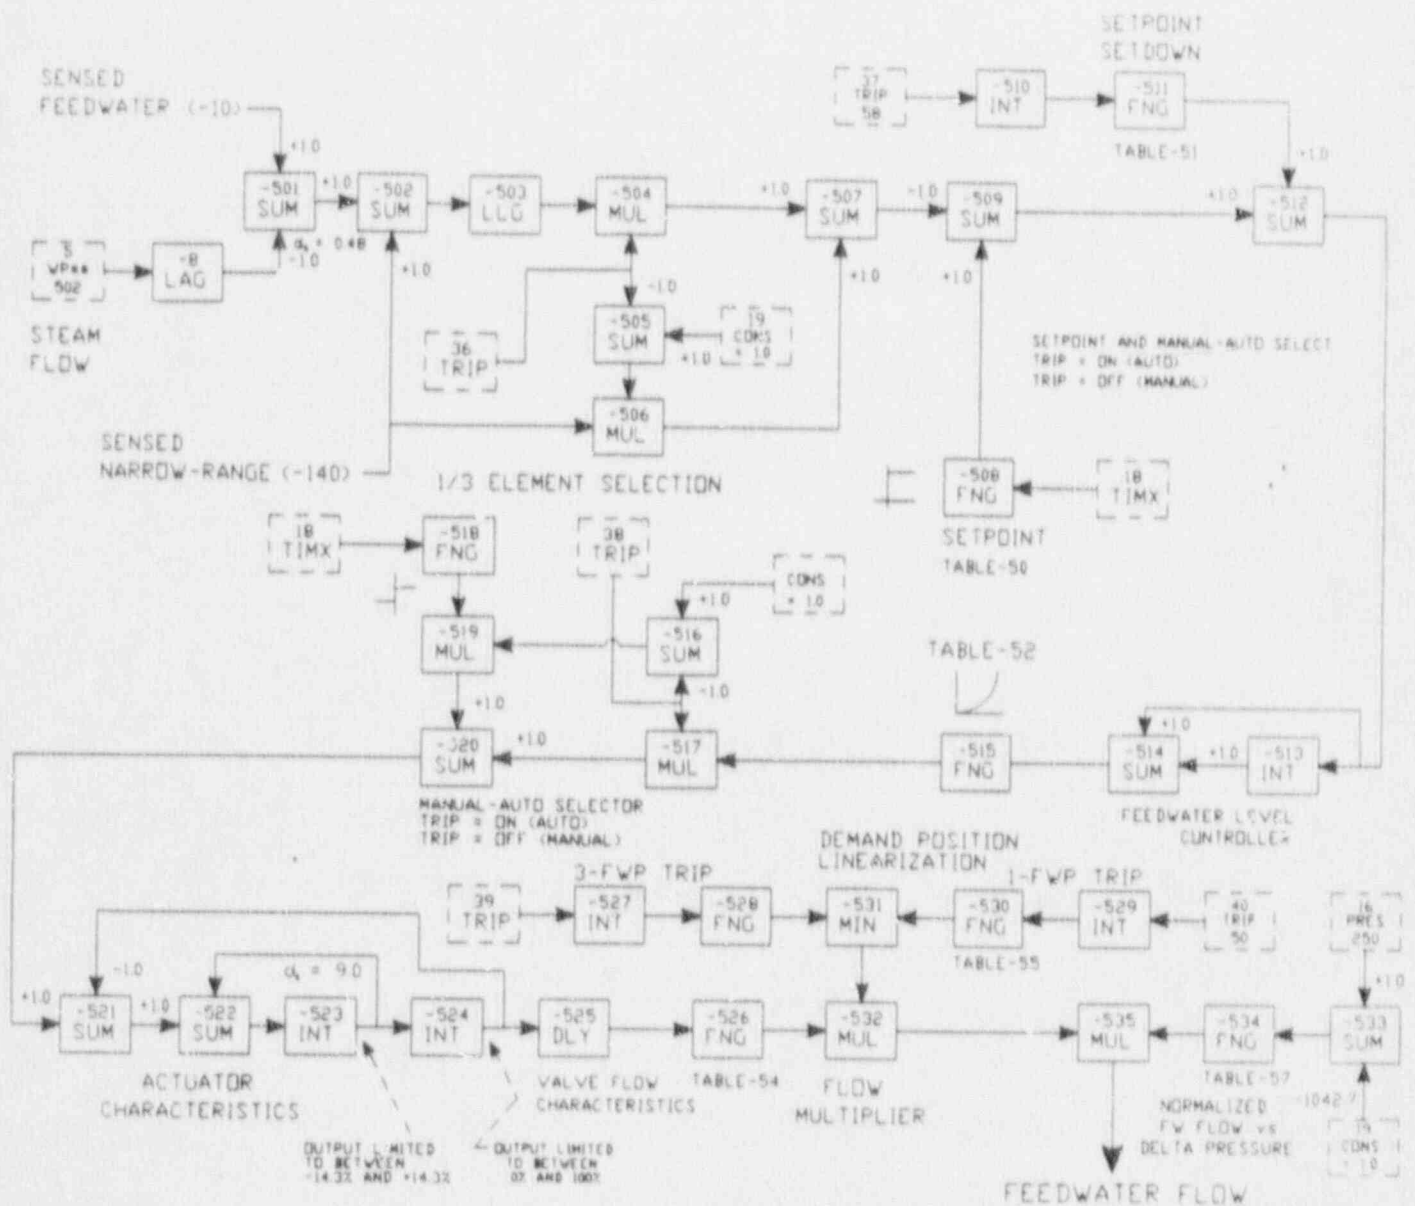 SETPOINT
SETDOWN
SENSED
FEEDWATER (-10)
37
TRIP
58
-510
INT
-511
FNG
TABLE-51
+1.0
+1.0
-501
SUM
+1.0
-502
SUM
-503
LLG
-504
MUL
+1.0
-507
SUM
-1.0
-509
SUM
+1.0
-512
SUM
5
WP**
502
-8
LAG
-1.0
+1.0
-1.0
+1.0
+1.0
STEAM
FLOW
36
TRIP
-505
SUM
+1.0
19
CONS
+ 1.0
SETPOINT AND MANUAL-AUTO SELECT
TRIP = ON (AUTO)
TRIP = OFF (MANUAL)
-506
MUL
SENSED
NARROW-RANGE (-140)
1/3 ELEMENT SELECTION
-508
FNG
18
TIMX
SETPOINT
TABLE-50
18
TIMX
-518
FNG
38
TRIP
CONS
+ 1.0
+1.0
-519
MUL
-516
SUM
-1.0
TABLE-52
+1.0
+1.0
-320
SUM
+1.0
-517
MUL
-515
FNG
-514
SUM
+1.0
-513
INT
MANUAL-AUTO SELECTOR
TRIP = ON (AUTO)
TRIP = OFF (MANUAL)
FEEDWATER LEVEL
CONTROLLER
DEMAND POSITION
LINEARIZATION
3-FWP TRIP
1-FWP TRIP
39
TRIP
-527
INT
-528
FNG
-531
MIN
-530
FNG
-529
INT
40
TRIP
50
16
PRES
250
TABLE-55
-1.0
= 9.0
+1.0
+1.0
-521
SUM
+1.0
-522
SUM
-523
INT
-524
INT
-525
DLY
-526
FNG
-532
MUL
-535
MUL
-534
FNG
-533
SUM
ACTUATOR
CHARACTERISTICS
VALVE FLOW
CHARACTERISTICS
TABLE-54
FLOW
MULTIPLIER
TABLE-57
NORMALIZED
FW FLOW vs
DELTA PRESSURE
-1042.7
CONS
OUTPUT LIMITED
TO BETWEEN
-14.3% AND +14.3%
OUTPUT LIMITED
TO BETWEEN
0% AND 100%
FEEDWATER FLOW